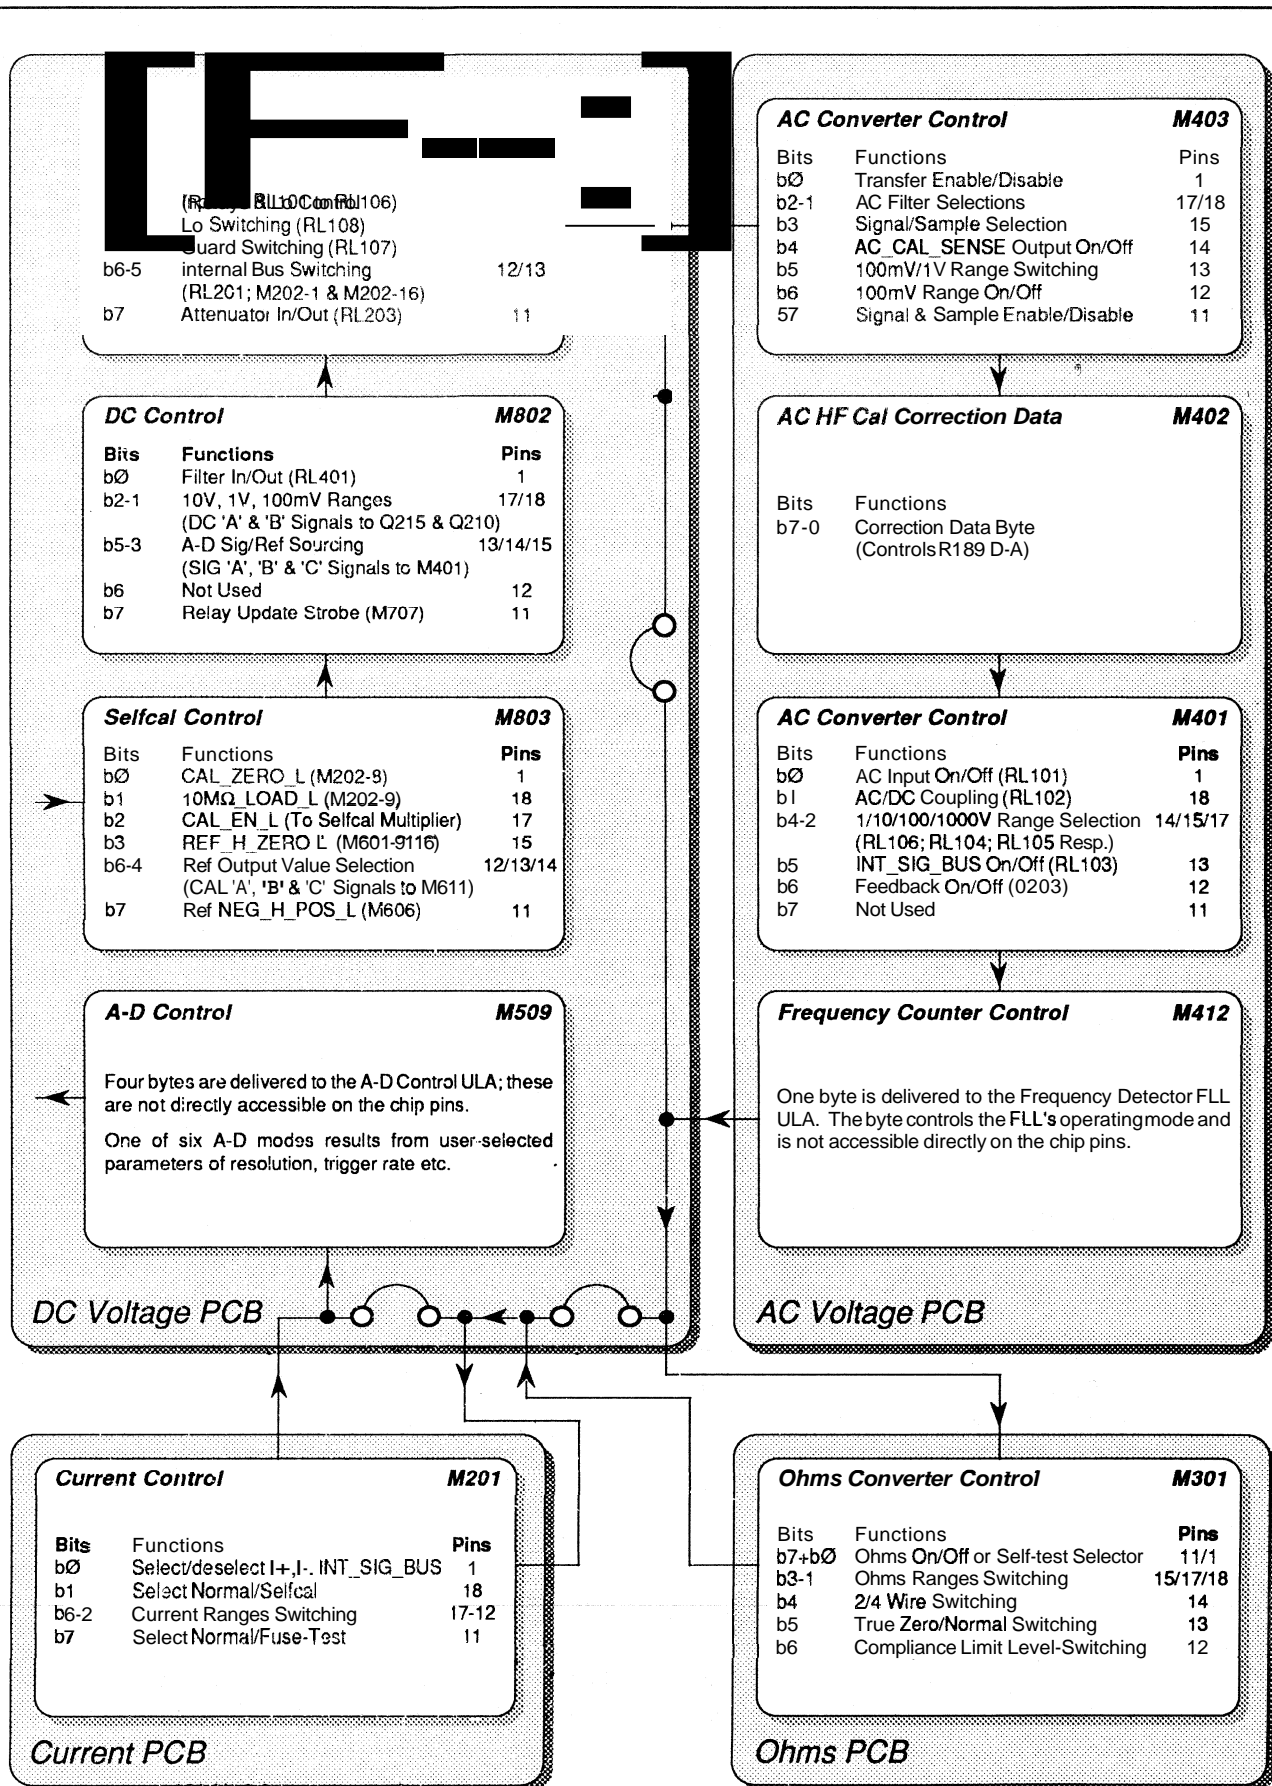 (Relays RL100 to RL106)
Lo Switching (RL108)
Guard Switching (RL107)
b6-5 internal Bus Switching 12/13
(RL201; M202-1 & M202-16)
b7 Attenuator In/Out (RL203) 11
DC Control M802
Bits Functions Pins
bØ Filter In/Out (RL401) 1
b2-1 10V, 1V, 100mV Ranges 17/18
(DC 'A' & 'B' Signals to Q215 & Q210)
b5-3 A-D Sig/Ref Sourcing 13/14/15
(SIG 'A', 'B' & 'C' Signals to M401)
b6 Not Used 12
b7 Relay Update Strobe (M707) 11
Selfcal Control M803
Bits Functions Pins
bØ CAL_ZERO_L (M202-8) 1
b1 10MΩ_LOAD_L (M202-9) 18
b2 CAL_EN_L (To Selfcal Multiplier) 17
b3 REF_H_ZERO L (M601-9116) 15
b6-4 Ref Output Value Selection 12/13/14
(CAL 'A', 'B' & 'C' Signals to M611)
b7 Ref NEG_H_POS_L (M606) 11
A-D Control M509
Four bytes are delivered to the A-D Control ULA; these
are not directly accessible on the chip pins.
One of six A-D modes results from user-selected
parameters of resolution, trigger rate etc.
DC Voltage PCB
AC Converter Control M403
Bits Functions Pins
bØ Transfer Enable/Disable 1
b2-1 AC Filter Selections 17/18
b3 Signal/Sample Selection 15
b4 AC_CAL_SENSE Output On/Off 14
b5 100mV/1V Range Switching 13
b6 100mV Range On/Off 12
57 Signal & Sample Enable/Disable 11
AC HF Cal Correction Data M402
Bits Functions
b7-0 Correction Data Byte
(Controls R189 D-A)
AC Converter Control M401
Bits Functions Pins
bØ AC Input On/Off (RL101) 1
bI AC/DC Coupling (RL102) 18
b4-2 1/10/100/1000V Range Selection 14/15/17
(RL106; RL104; RL105 Resp.)
b5 INT_SIG_BUS On/Off (RL103) 13
b6 Feedback On/Off (0203) 12
b7 Not Used 11
Frequency Counter Control M412
One byte is delivered to the Frequency Detector FLL
ULA. The byte controls the FLL's operating mode and
is not accessible directly on the chip pins.
AC Voltage PCB
Current Control M201
Bits Functions Pins
bØ Select/deselect I+,I-. INT_SIG_BUS 1
b1 Select Normal/Selfcal 18
b6-2 Current Ranges Switching 17-12
b7 Select Normal/Fuse-Test 11
Current PCB
Ohms Converter Control M301
Bits Functions Pins
b7+bØ Ohms On/Off or Self-test Selector 11/1
b3-1 Ohms Ranges Switching 15/17/18
b4 2/4 Wire Switching 14
b5 True Zero/Normal Switching 13
b6 Compliance Limit Level-Switching 12
Ohms PCB